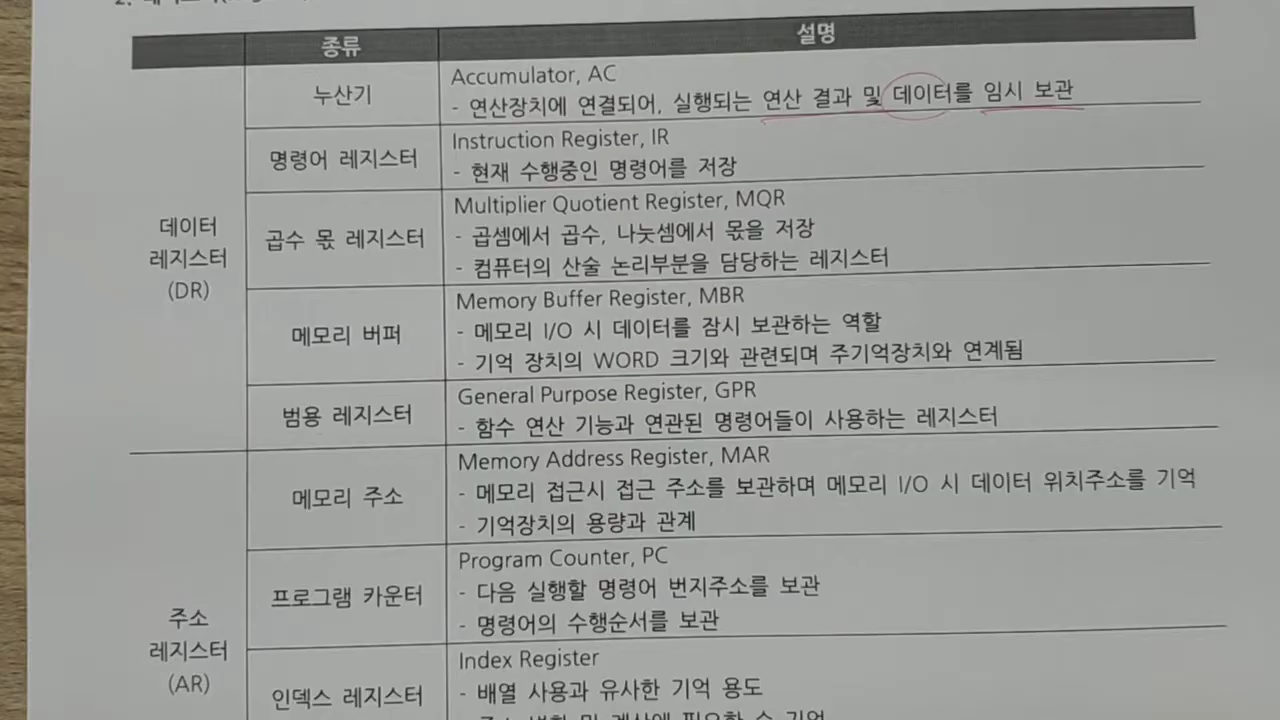 종류 설명
누산기
Accumulator, AC
- 연산장치에 연결되어, 실행되는 연산 결과 및 데이터를 임시 보관
명령어 레지스터
Instruction Register, IR
- 현재 수행중인 명령어를 저장
데이터
레지스터
(DR)
곱수 몫 레지스터
Multiplier Quotient Register, MQR
- 곱셈에서 곱수, 나눗셈에서 몫을 저장
- 컴퓨터의 산술 논리부분을 담당하는 레지스터
메모리 버퍼
Memory Buffer Register, MBR
- 메모리 I/O 시 데이터를 잠시 보관하는 역할
- 기억 장치의 WORD 크기와 관련되며 주기억장치와 연계됨
범용 레지스터
General Purpose Register, GPR
- 함수 연산 기능과 연관된 명령어들이 사용하는 레지스터
메모리 주소
Memory Address Register, MAR
- 메모리 접근시 접근 주소를 보관하며 메모리 I/O 시 데이터 위치주소를 기억
- 기억장치의 용량과 관계
프로그램 카운터
Program Counter, PC
- 다음 실행할 명령어 번지주소를 보관
- 명령어의 수행순서를 보관
주소
레지스터
(AR)
인덱스 레지스터
Index Register
- 배열 사용과 유사한 기억 용도